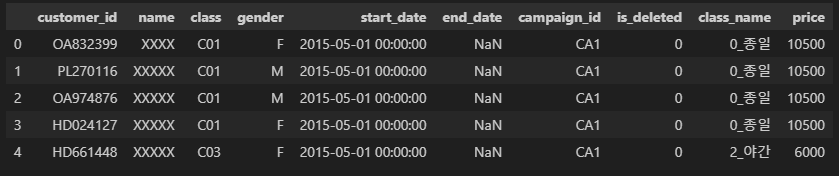 customer_id name class gender start_date end_date campaign_id is_deleted class_name price
0 OA832399 XXXX C01 F 2015-05-01 00:00:00 NaN CA1 0 0_종일 10500
1 PL270116 XXXXX C01 M 2015-05-01 00:00:00 NaN CA1 0 0_종일 10500
2 OA974876 XXXXX C01 M 2015-05-01 00:00:00 NaN CA1 0 0_종일 10500
3 HD024127 XXXXX C01 F 2015-05-01 00:00:00 NaN CA1 0 0_종일 10500
4 HD661448 XXXXX C03 F 2015-05-01 00:00:00 NaN CA1 0 2_야간 6000